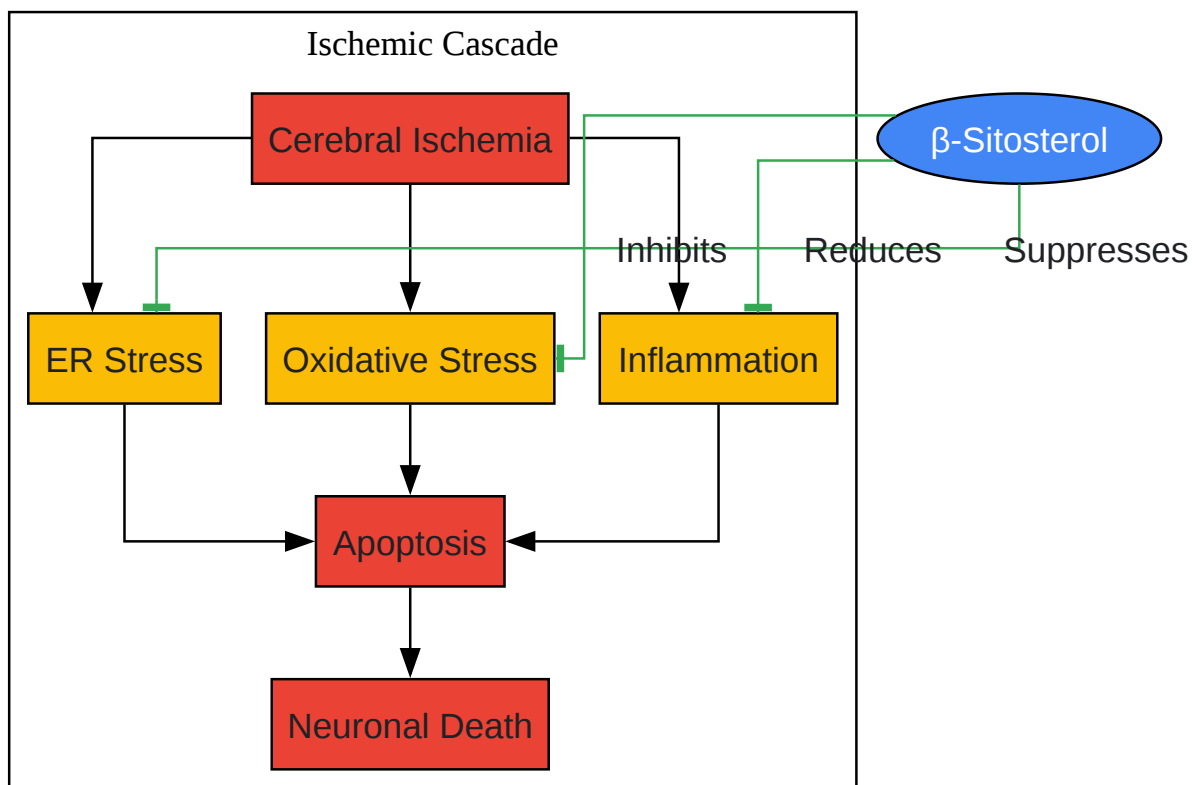 Ischemic Cascade
Cerebral Ischemia
β-Sitosterol
Inhibits
Reduces
Suppresses
ER Stress
Oxidative Stress
Inflammation
Apoptosis
Neuronal Death